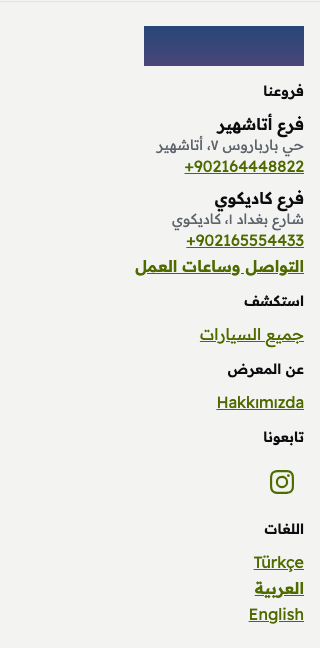 فروعنا
فرع أتاشهير
حي بارباروس ٧، أتاشهير
+902164448822
فرع كاديكوي
شارع بغداد ١، كاديكوي
+902165554433
التواصل وساعات العمل
استكشف
جميع السيارات
عن المعرض
Hakkımızda
تابعونا
اللغات
Türkçe
العربية
English